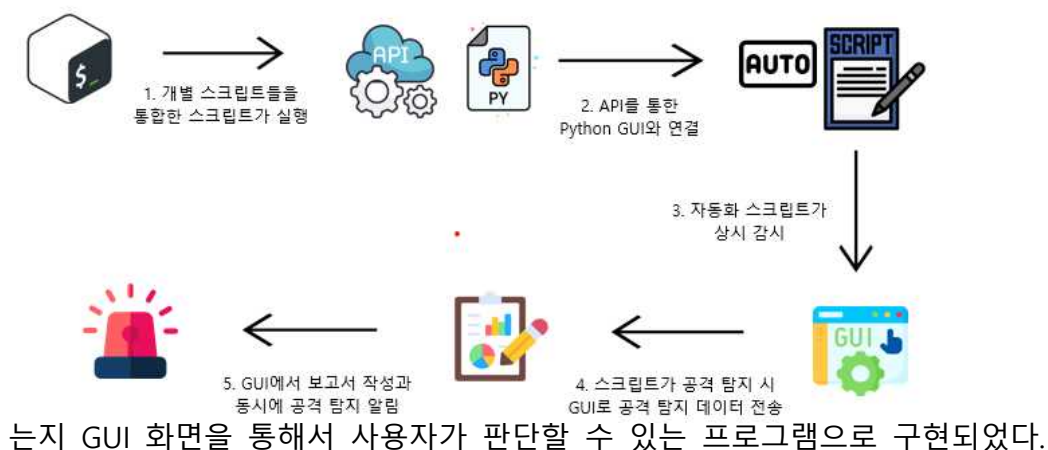 $_
API
PY
AUTO
SCRIPT
1. 개별 스크립트들을
통합한 스크립트가 실행
2. API를 통한
Python GUI와 연결
3. 자동화 스크립트가
상시 감시
GUI
4. 스크립트가 공격 탐지 시
GUI로 공격 탐지 데이터 전송
5. GUI에서 보고서 작성과
동시에 공격 탐지 알림
는지 GUI 화면을 통해서 사용자가 판단할 수 있는 프로그램으로 구현되었다.